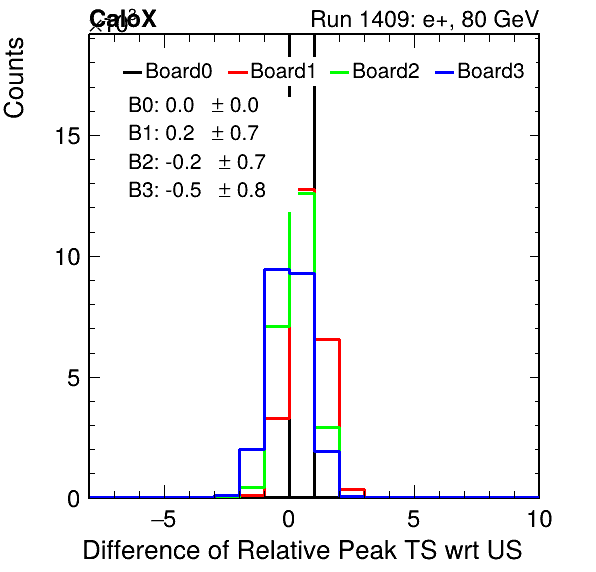 CaloX
×10³
Run 1409: e+, 80 GeV
Counts
Board0 Board1 Board2 Board3
B0: 0.0 ± 0.0
B1: 0.2 ± 0.7
B2: -0.2 ± 0.7
B3: -0.5 ± 0.8
15
10
5
0
−5 0 5 10
Difference of Relative Peak TS wrt US